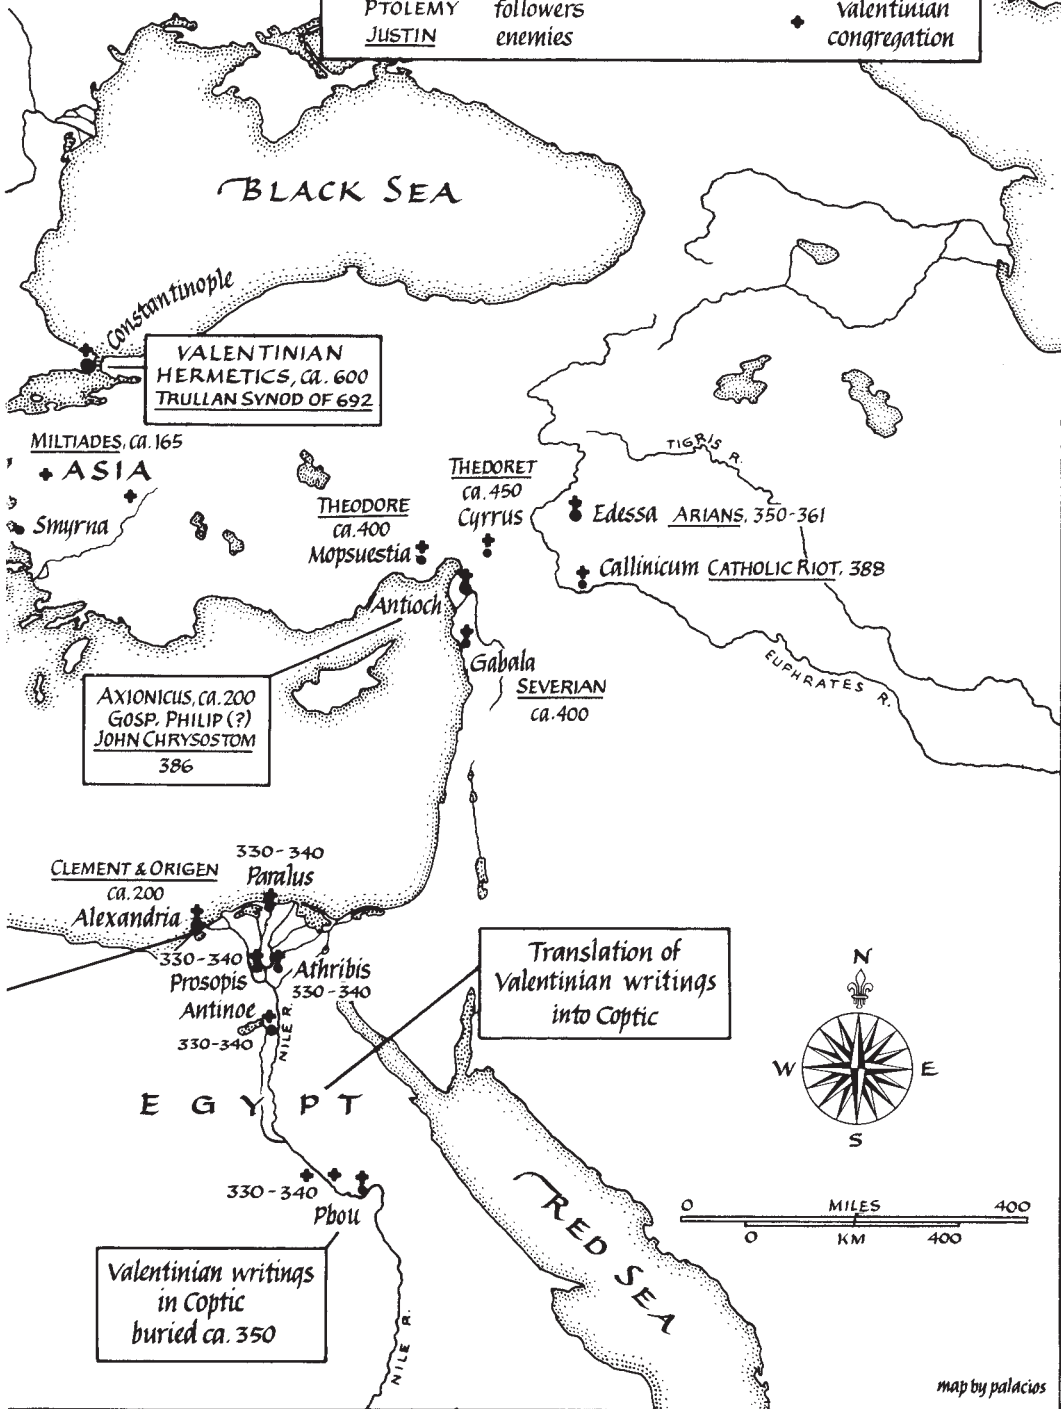 PTOLEMY followers
JUSTIN enemies
Valentinian
congregation
BLACK SEA
Constantinople
VALENTINIAN
HERMETICS, CA. 600
TRULLAN SYNOD OF 692
MILTIADES, CA. 165
ASIA
Smyrna
THEODORE
ca. 400
Mopsuestia
THEDORET
ca. 450
Cyrrus
TIGRIS R.
Edessa ARIANS, 350-361
Callinicum CATHOLIC RIOT, 388
Antioch
Gabala
SEVERIAN
ca. 400
EUPHRATES R.
AXIONICUS, ca. 200
GOSP. PHILIP (?)
JOHN CHRYSOSTOM
386
CLEMENT & ORIGEN
ca. 200
Alexandria
330-340
Paralus
330-340
Prosopis
Athribis
330-340
Antinoe
330-340
NILE R.
Translation of
Valentinian writings
into Coptic
EGYPT
N
W E
S
330-340
Pbou
Valentinian writings
in Coptic
buried ca. 350
NILE R.
RED SEA
0 MILES 400
0 KM 400
map by palacios